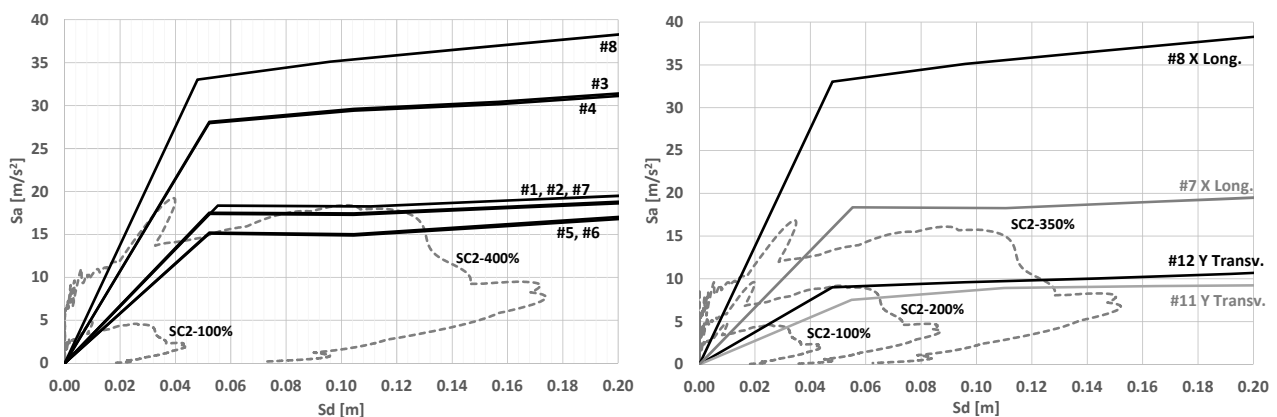 40
35
30
25
20
15
10
5
0
Sa [m/s²]
#8
#3
#4
#1, #2, #7
#5, #6
SC2-400%
SC2-100%
0.00 0.02 0.04 0.06 0.08 0.10 0.12 0.14 0.16 0.18 0.20
Sd [m]
40
35
30
25
20
15
10
5
0
Sa [m/s²]
#8 X Long.
#7 X Long.
SC2-350%
#12 Y Transv.
#11 Y Transv.
SC2-200%
SC2-100%
0.00 0.02 0.04 0.06 0.08 0.10 0.12 0.14 0.16 0.18 0.20
Sd [m]